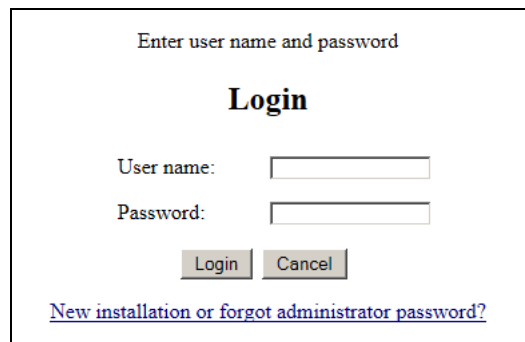 Enter user name and password
Login
User name:
Password:
Login Cancel
New installation or forgot administrator password?